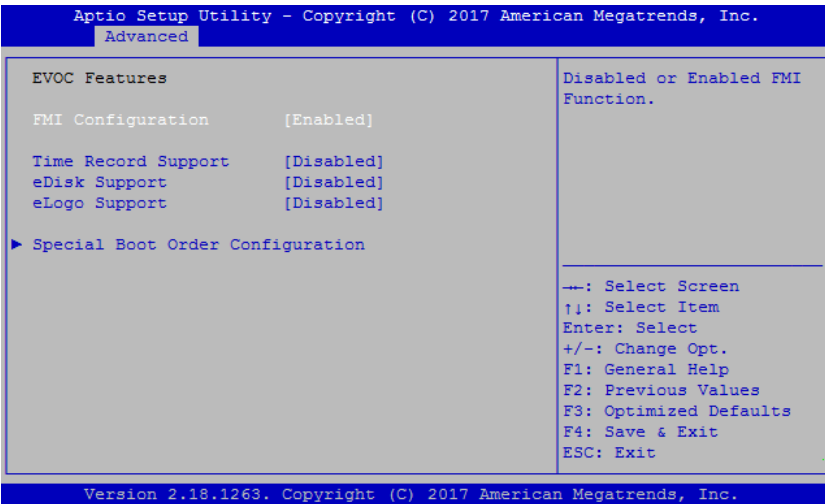 Aptio Setup Utility - Copyright (C) 2017 American Megatrends, Inc.
Advanced
EVOC Features
FMI Configuration [Enabled]
Time Record Support [Disabled]
eDisk Support [Disabled]
eLogo Support [Disabled]
► Special Boot Order Configuration
Disabled or Enabled FMI
Function.
→←: Select Screen
↑↓: Select Item
Enter: Select
+/-: Change Opt.
F1: General Help
F2: Previous Values
F3: Optimized Defaults
F4: Save & Exit
ESC: Exit
Version 2.18.1263. Copyright (C) 2017 American Megatrends, Inc.